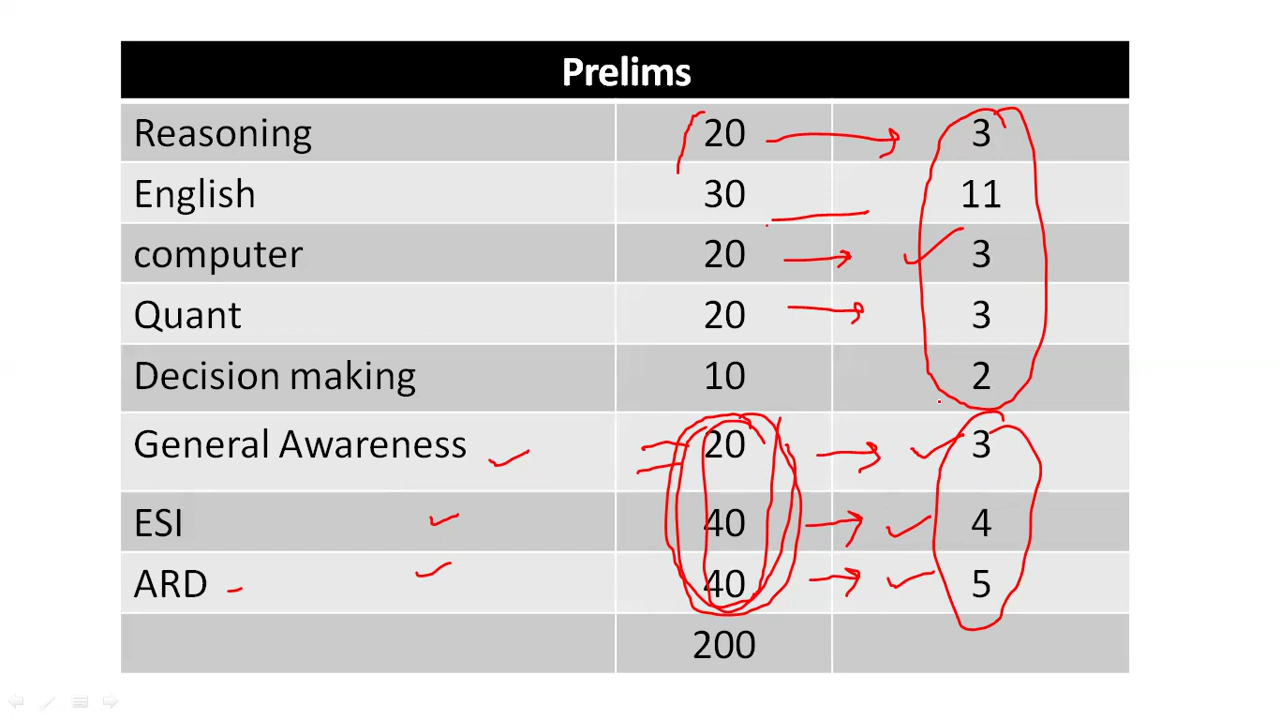 Prelims
Reasoning 20 3
English 30 11
computer 20 3
Quant 20 3
Decision making 10 2
General Awareness 20 3
ESI 40 4
ARD 40 5
200